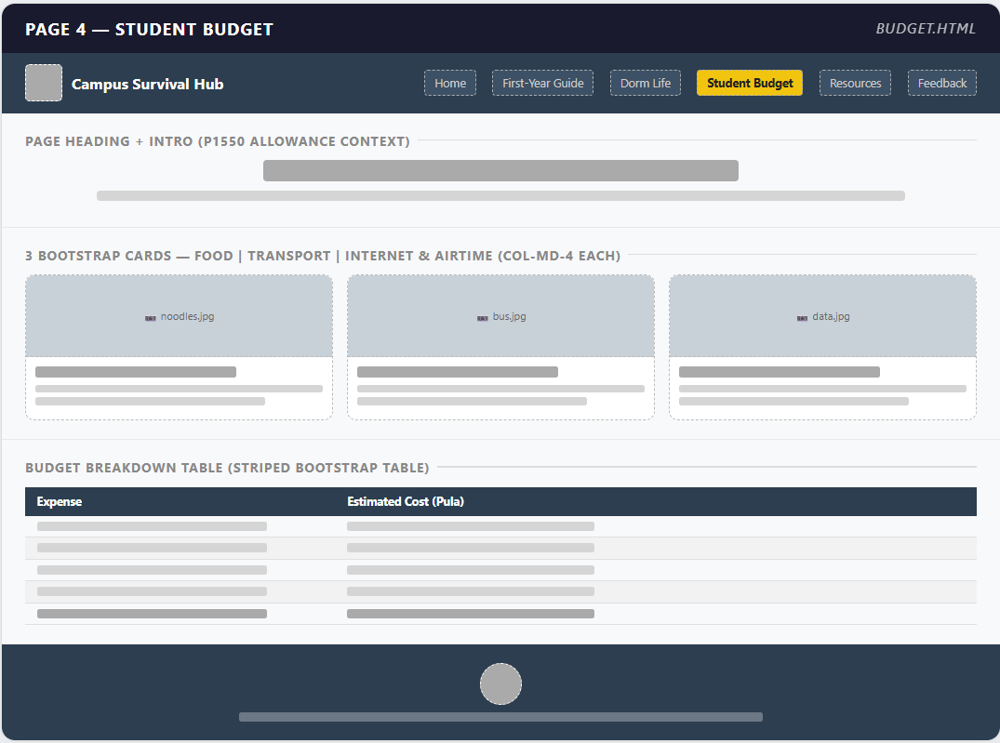 PAGE 4 — STUDENT BUDGET
BUDGET.HTML
Campus Survival Hub
Home
First-Year Guide
Dorm Life
Student Budget
Resources
Feedback
PAGE HEADING + INTRO (P1550 ALLOWANCE CONTEXT)
3 BOOTSTRAP CARDS — FOOD | TRANSPORT | INTERNET & AIRTIME (COL-MD-4 EACH)
noodles.jpg
bus.jpg
data.jpg
BUDGET BREAKDOWN TABLE (STRIPED BOOTSTRAP TABLE)
Expense
Estimated Cost (Pula)